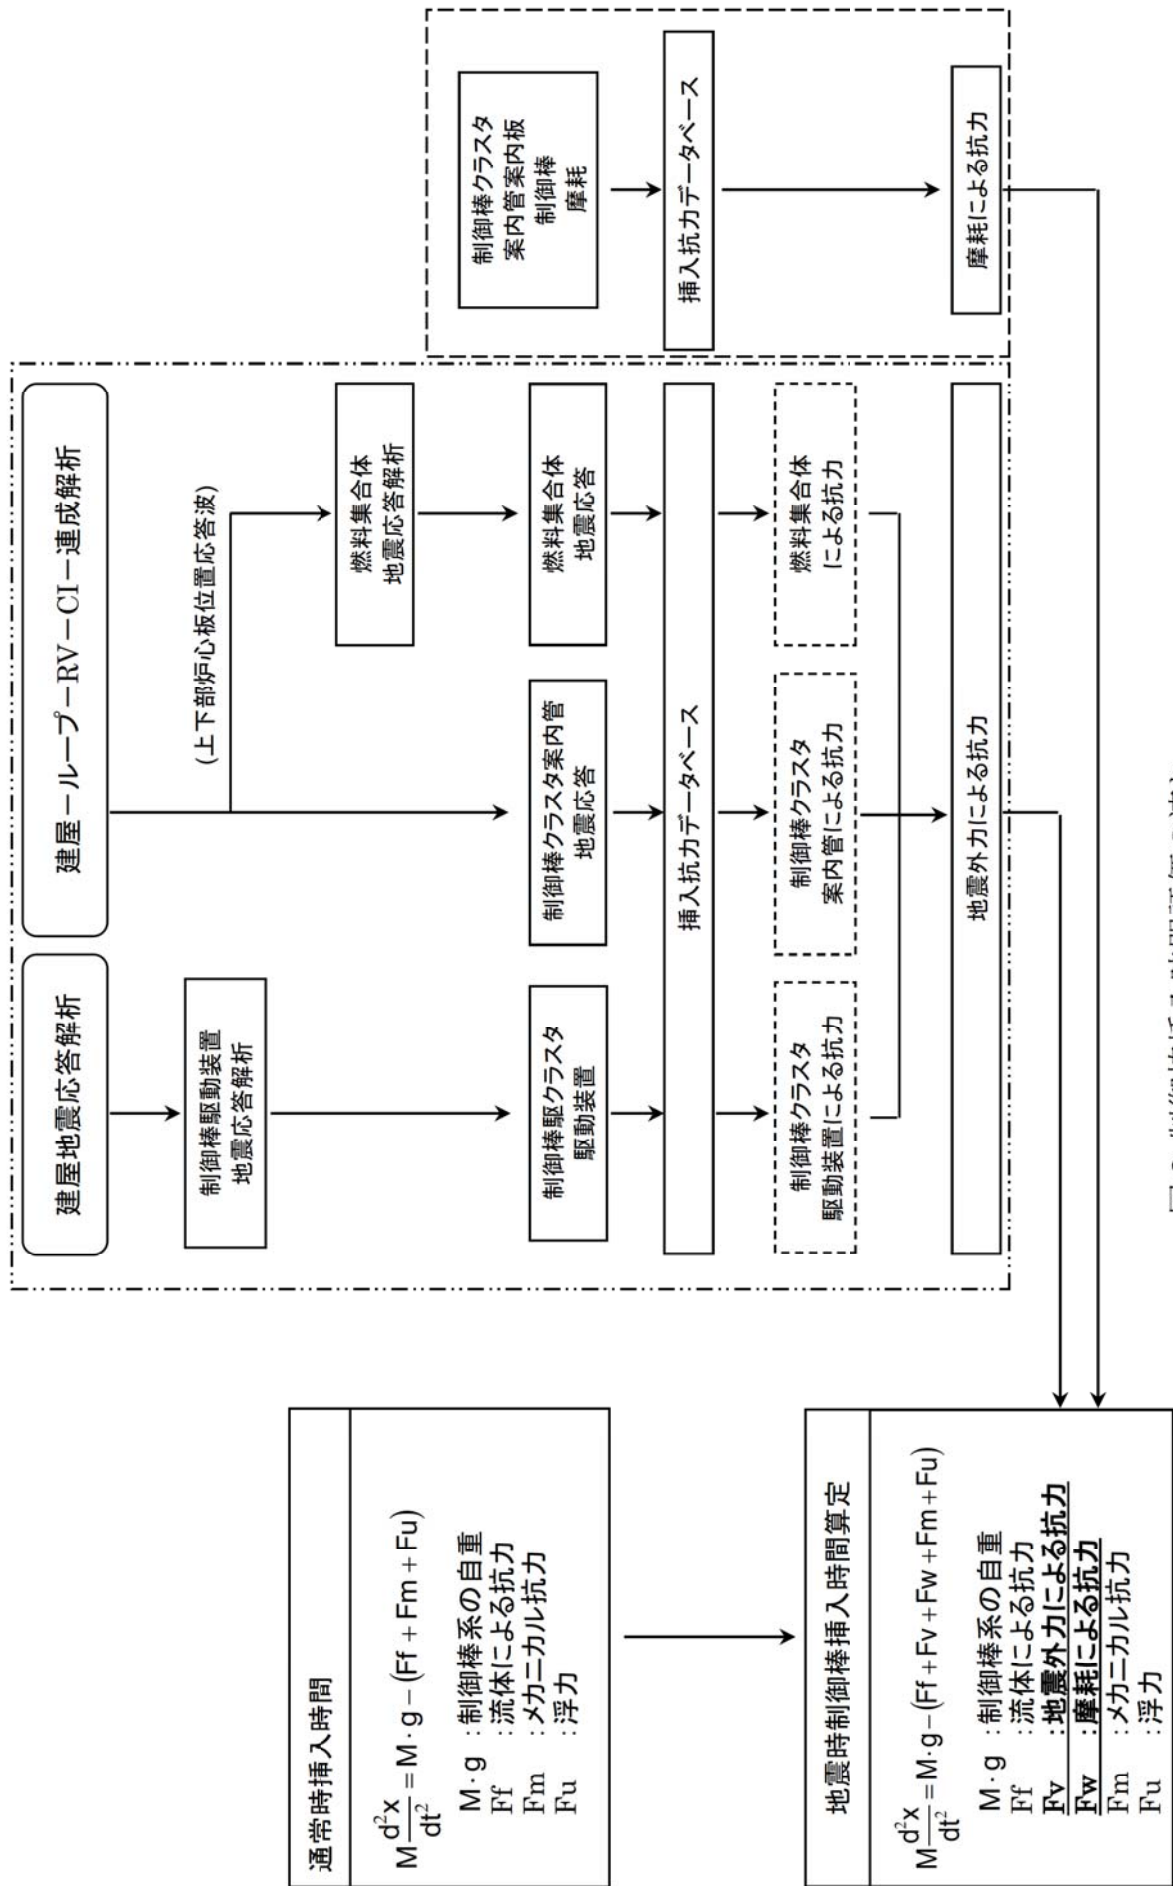 通常時挿入時間
M d²x/dt² = M·g − (Ff + Fm + Fu)
M·g :制御棒系の自重
Ff :流体による抗力
Fm :メカニカル抗力
Fu :浮力
地震時制御棒挿入時間算定
M d²x/dt² = M·g − (Ff + Fv + Fw + Fm + Fu)
M·g :制御棒系の自重
Ff :流体による抗力
Fv :地震外力による抗力
Fw :摩耗による抗力
Fm :メカニカル抗力
Fu :浮力
建屋地震応答解析
建屋−ループ−RV−CI−連成解析
(上下部炉心板位置応答波)
制御棒駆動装置
地震応答解析
燃料集合体
地震応答解析
制御棒駆クラスタ
駆動装置
制御棒クラスタ案内管
地震応答
燃料集合体
地震応答
挿入抗力データベース
制御棒クラスタ
駆動装置による抗力
制御棒クラスタ
案内管による抗力
燃料集合体
による抗力
地震外力による抗力
制御棒クラスタ
案内管案内板
制御棒
摩耗
挿入抗力データベース
摩耗による抗力